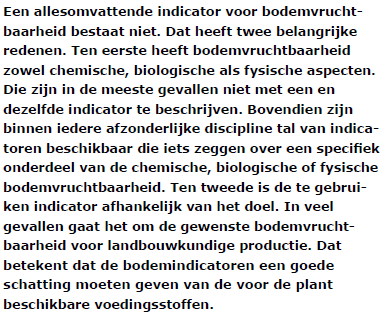 Een allesomvattende indicator voor bodemvrucht-
baarheid bestaat niet. Dat heeft twee belangrijke
redenen. Ten eerste heeft bodemvruchtbaarheid
zowel chemische, biologische als fysische aspecten.
Die zijn in de meeste gevallen niet met een en
dezelfde indicator te beschrijven. Bovendien zijn
binnen iedere afzonderlijke discipline tal van indica-
toren beschikbaar die iets zeggen over een specifiek
onderdeel van de chemische, biologische of fysische
bodemvruchtbaarheid. Ten tweede is de te gebrui-
ken indicator afhankelijk van het doel. In veel
gevallen gaat het om de gewenste bodemvrucht-
baarheid voor landbouwkundige productie. Dat
betekent dat de bodemindicatoren een goede
schatting moeten geven van de voor de plant
beschikbare voedingsstoffen.